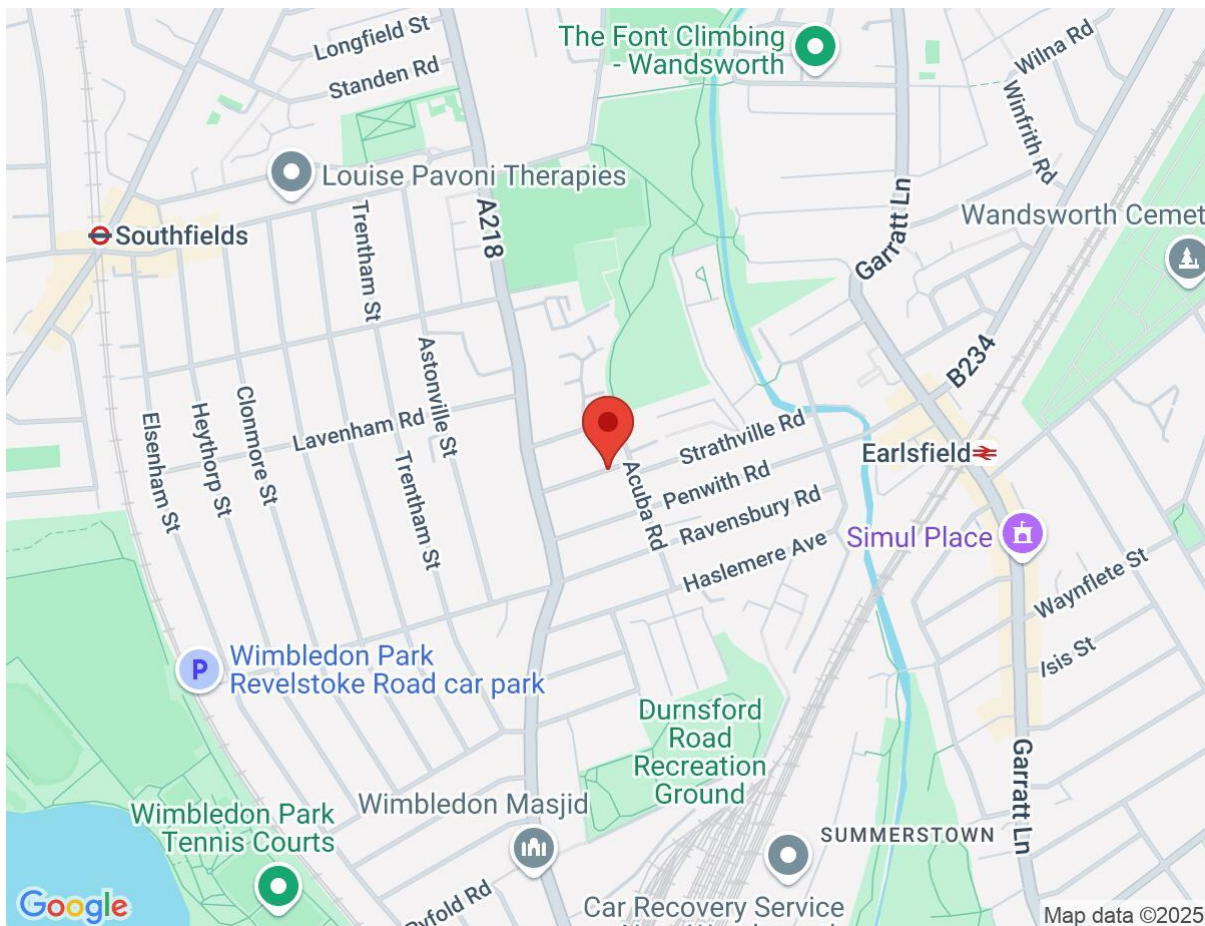 Longfield St
Standen Rd
The Font Climbing
- Wandsworth
Wilna Rd
Winfrith Rd
Louise Pavoni Therapies
Southfields
Trentham St
A218
Garratt Ln
Garratt Ln
Wandsworth Cemet
B234
Astonville St
Clonmore St
Heythorp St
Elsenham St
Lavenham Rd
Trentham St
Strathville Rd
Acuba Rd
Penwith Rd
Ravensbury Rd
Haslemere Ave
Earlsfield
Simul Place
Waynflete St
Isis St
P
Wimbledon Park
Revelstoke Road car park
Durnsford
Road
Recreation
Ground
Garratt Ln
Wimbledon Masjid
Wimbledon Park
Tennis Courts
SUMMERSTOWN
Car Recovery Service
Google
Map data ©2025